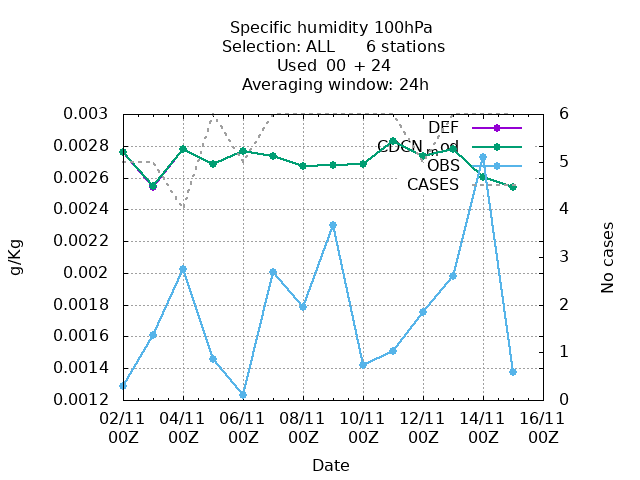 Specific humidity 100hPa
Selection: ALL 6 stations
Used 00 + 24
Averaging window: 24h
0.003
0.0028
0.0026
0.0024
0.0022
0.002
0.0018
0.0016
0.0014
0.0012
g/Kg
DEF
OBS
CASES
6
5
4
3
2
1
0
No cases
02/11 04/11 06/11 08/11 10/11 12/11 14/11 16/11
00Z 00Z 00Z 00Z 00Z 00Z 00Z 00Z
Date